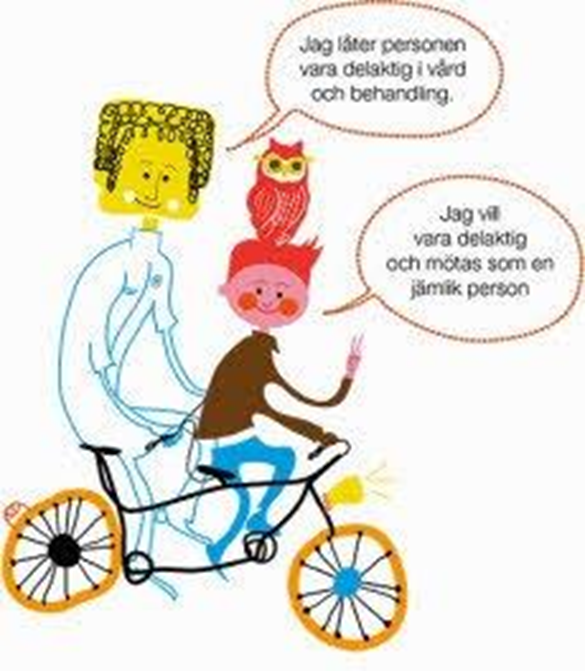 Jag låter personen
vara delaktig i vård
och behandling.
Jag vill
vara delaktig
och mötas som en
jämlik person